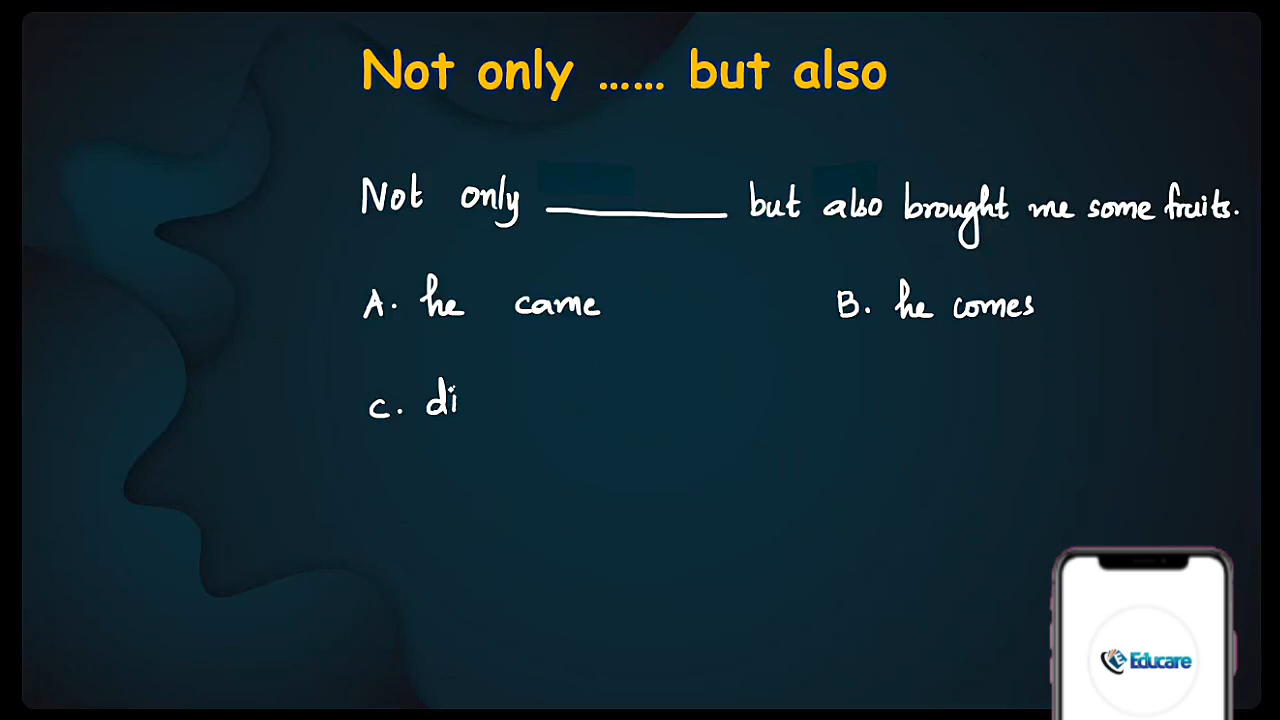 Not only ...... but also
Not only ________ but also brought me some fruits.
A. he came B. he comes
C. di
Educare